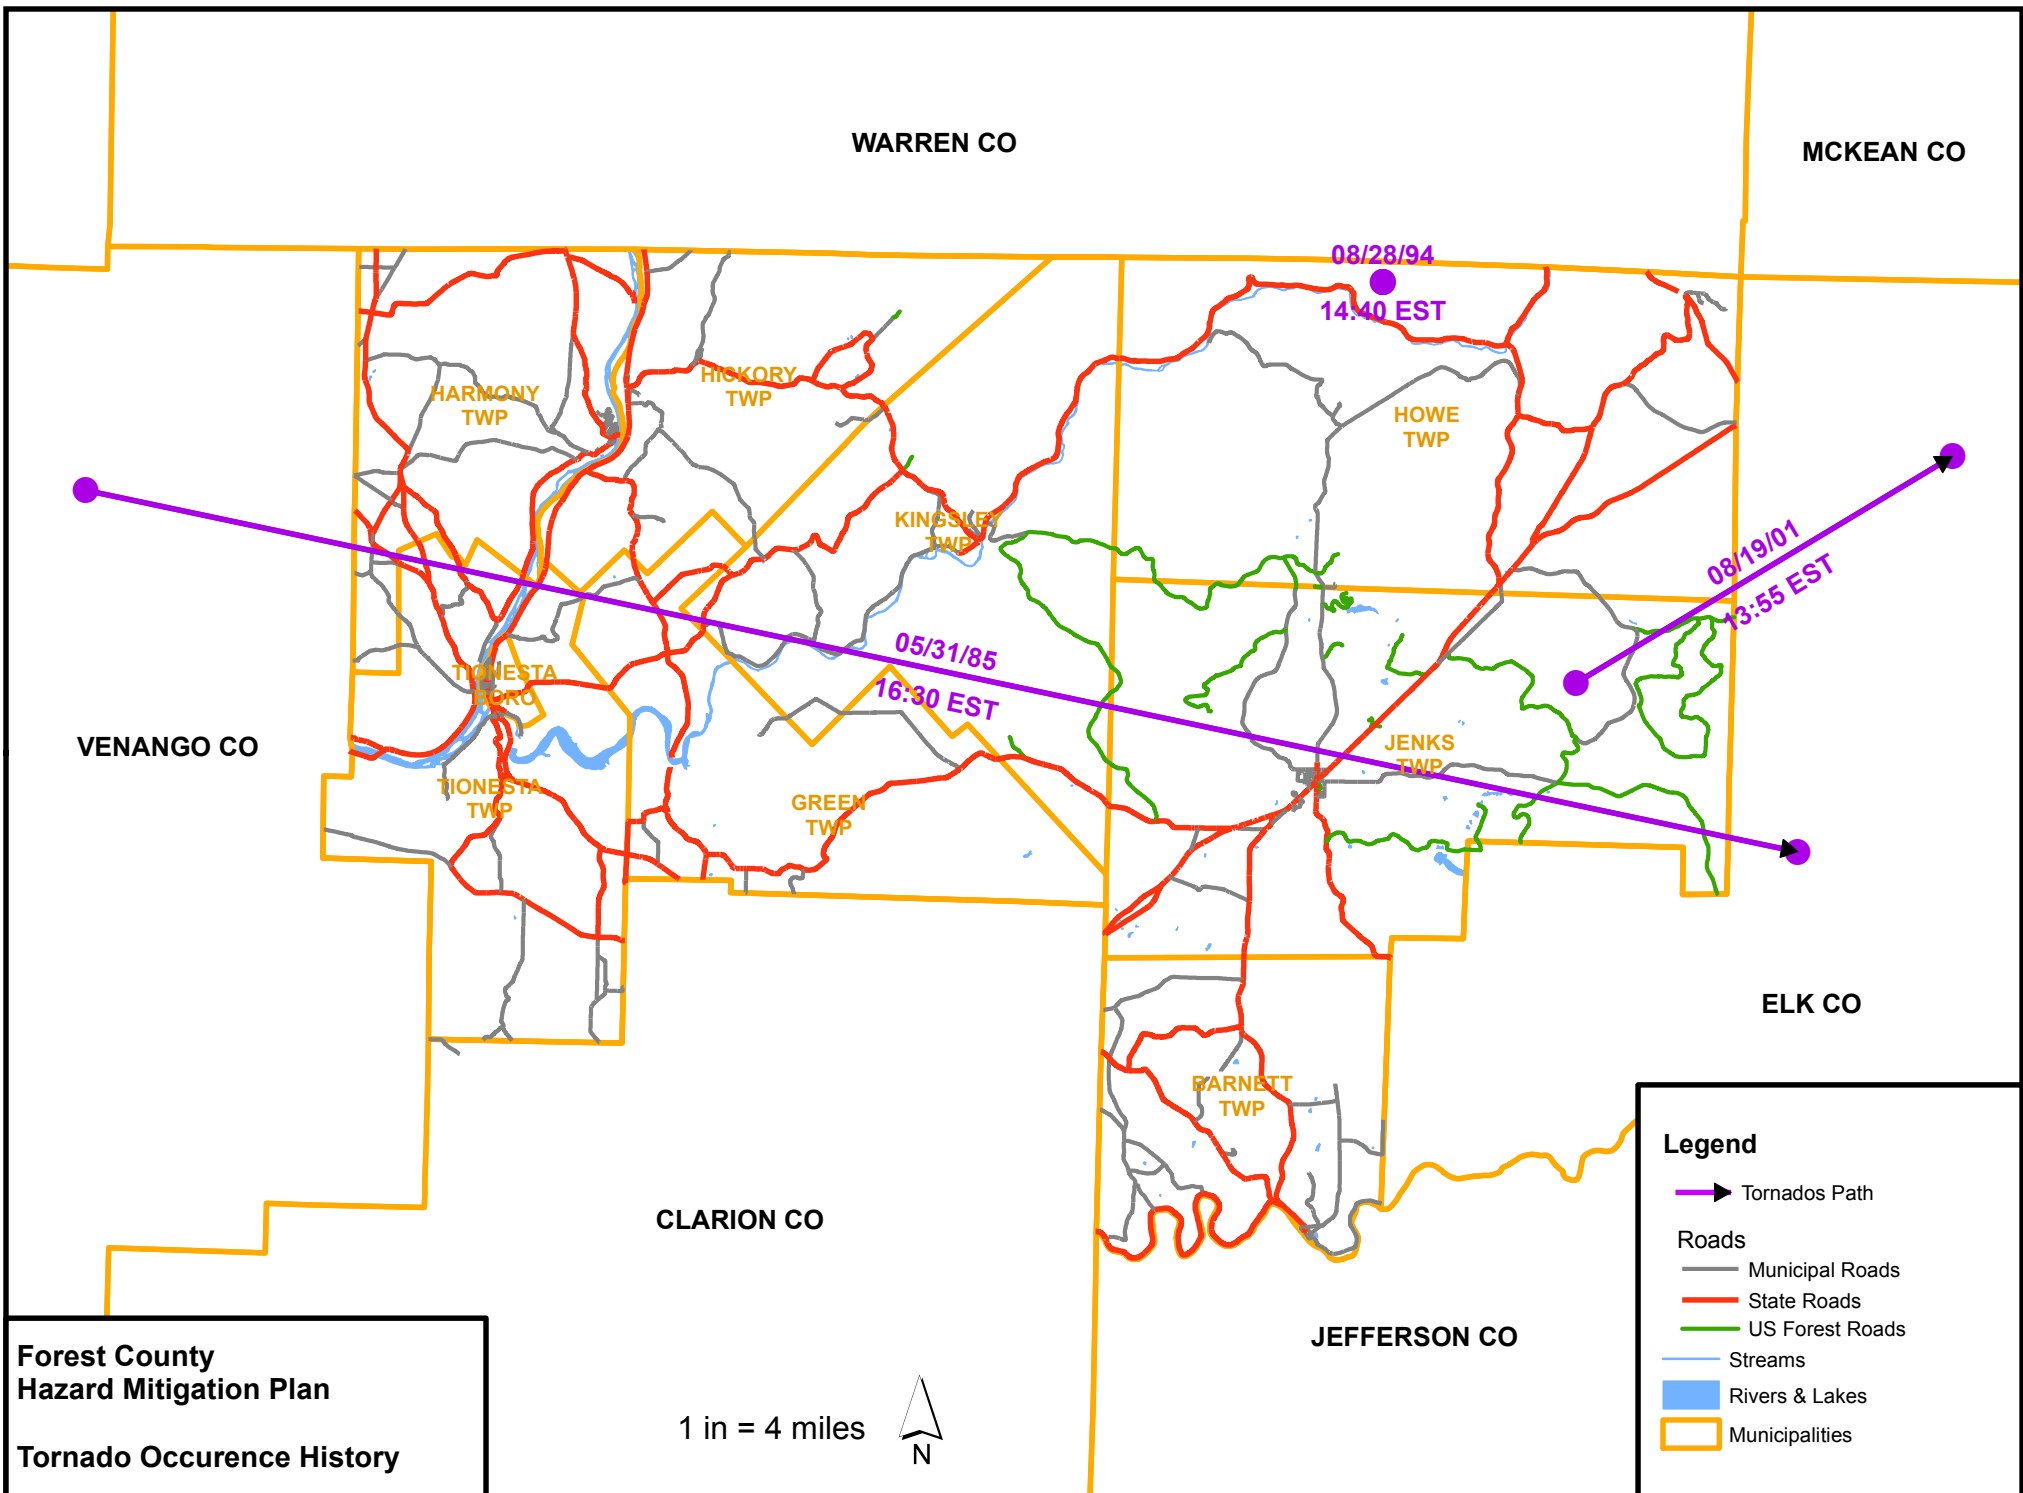 WARREN CO
MCKEAN CO
08/28/94
14:40 EST
HARMONY
TWP
HICKORY
TWP
HOWE
TWP
KINGSLEY
TWP
08/19/01
13:55 EST
05/31/85
16:30 EST
TIONESTA
BORO
VENANGO CO
JENKS
TWP
TIONESTA
TWP
GREEN
TWP
ELK CO
BARNETT
TWP
CLARION CO
JEFFERSON CO
Legend
Tornados Path
Roads
Municipal Roads
State Roads
US Forest Roads
Streams
Rivers & Lakes
Municipalities
Forest County
Hazard Mitigation Plan
Tornado Occurence History
1 in = 4 miles
N